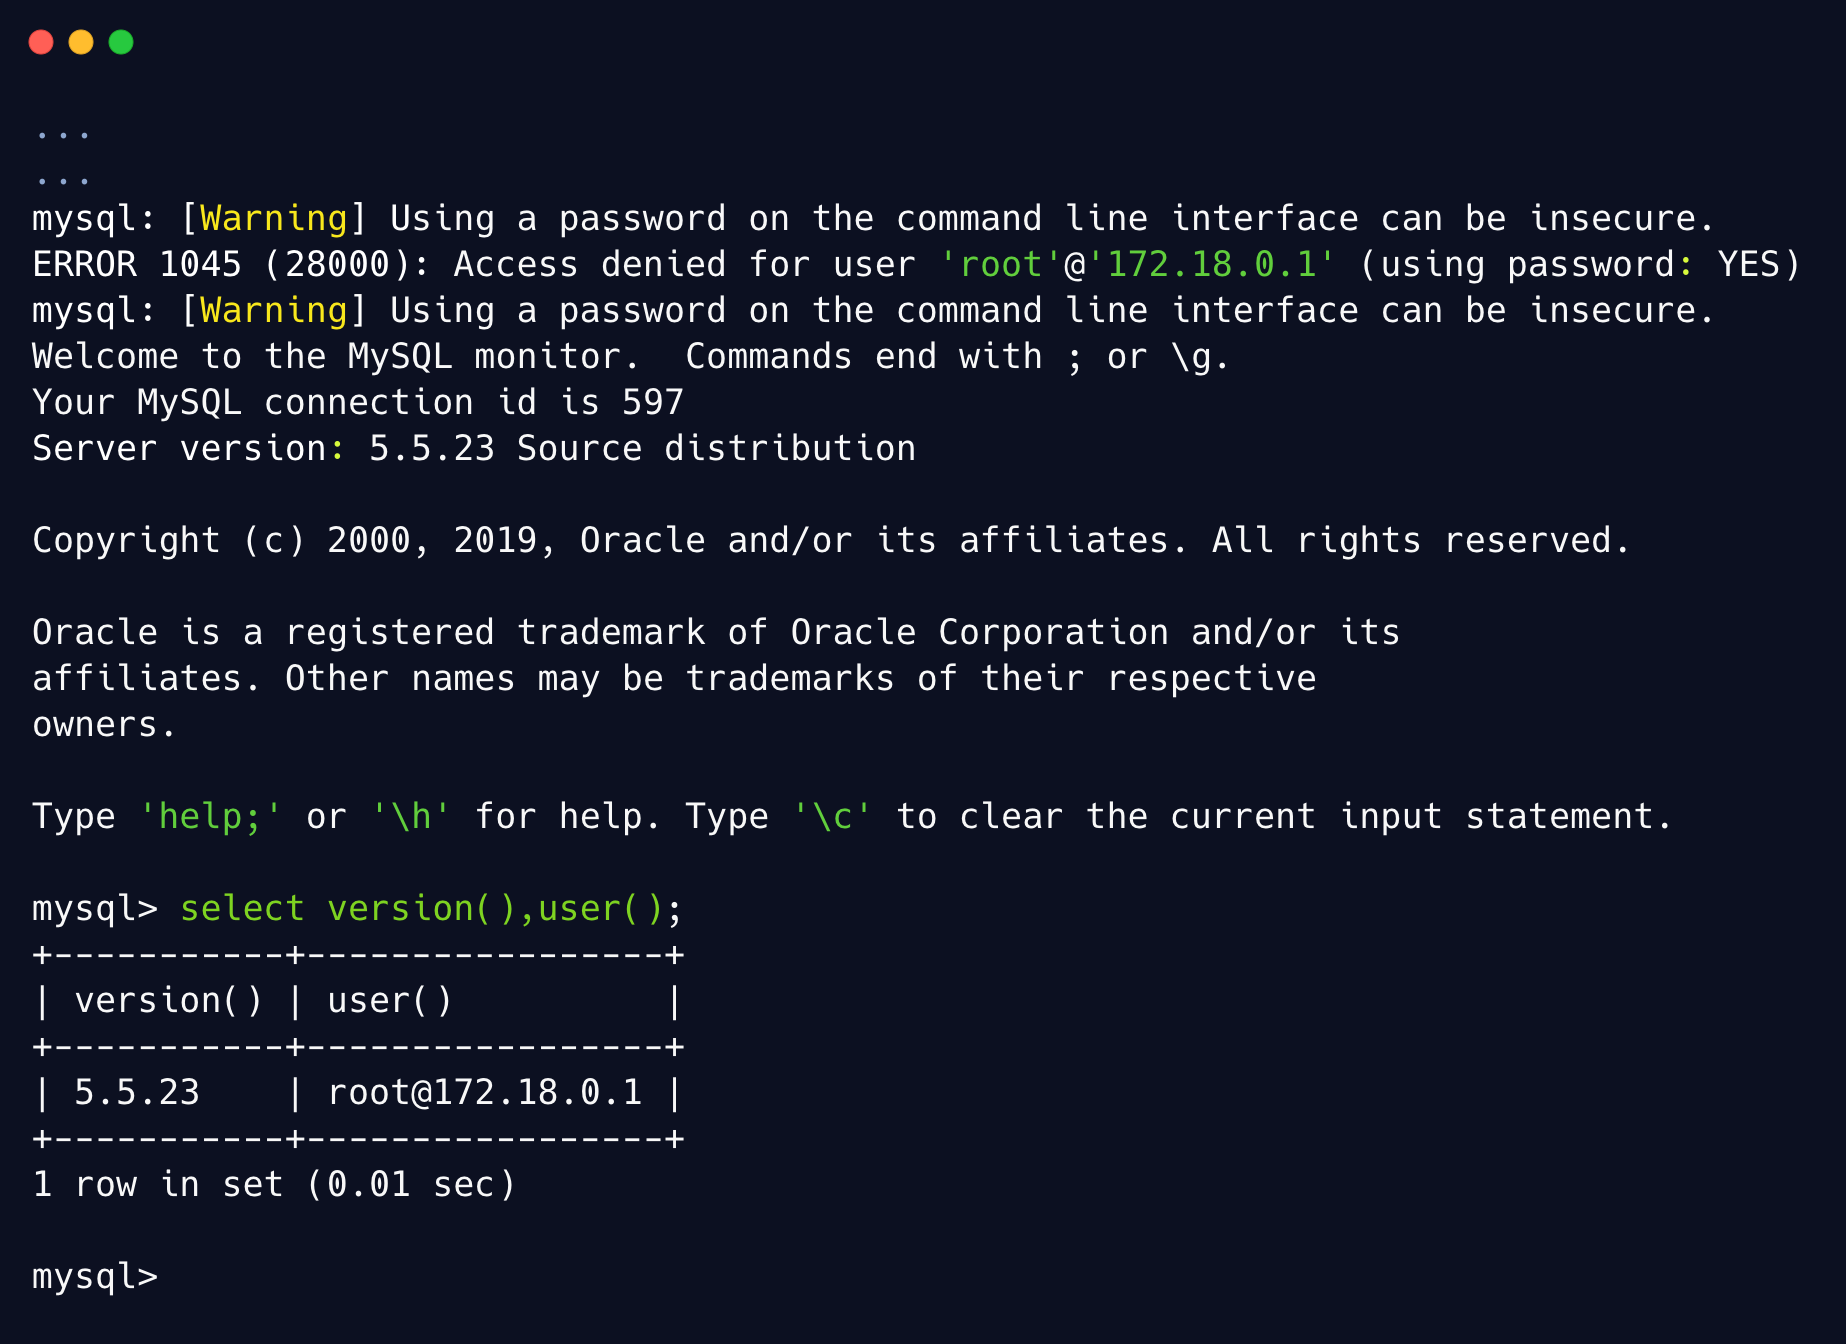 ...
...
mysql: [Warning] Using a password on the command line interface can be insecure.
ERROR 1045 (28000): Access denied for user 'root'@'172.18.0.1' (using password: YES)
mysql: [Warning] Using a password on the command line interface can be insecure.
Welcome to the MySQL monitor.  Commands end with ; or \g.
Your MySQL connection id is 597
Server version: 5.5.23 Source distribution

Copyright (c) 2000, 2019, Oracle and/or its affiliates. All rights reserved.

Oracle is a registered trademark of Oracle Corporation and/or its
affiliates. Other names may be trademarks of their respective
owners.

Type 'help;' or '\h' for help. Type '\c' to clear the current input statement.

mysql> select version(),user();
+-----------+-----------------+
| version() | user()          |
+-----------+-----------------+
| 5.5.23    | root@172.18.0.1 |
+-----------+-----------------+
1 row in set (0.01 sec)

mysql>